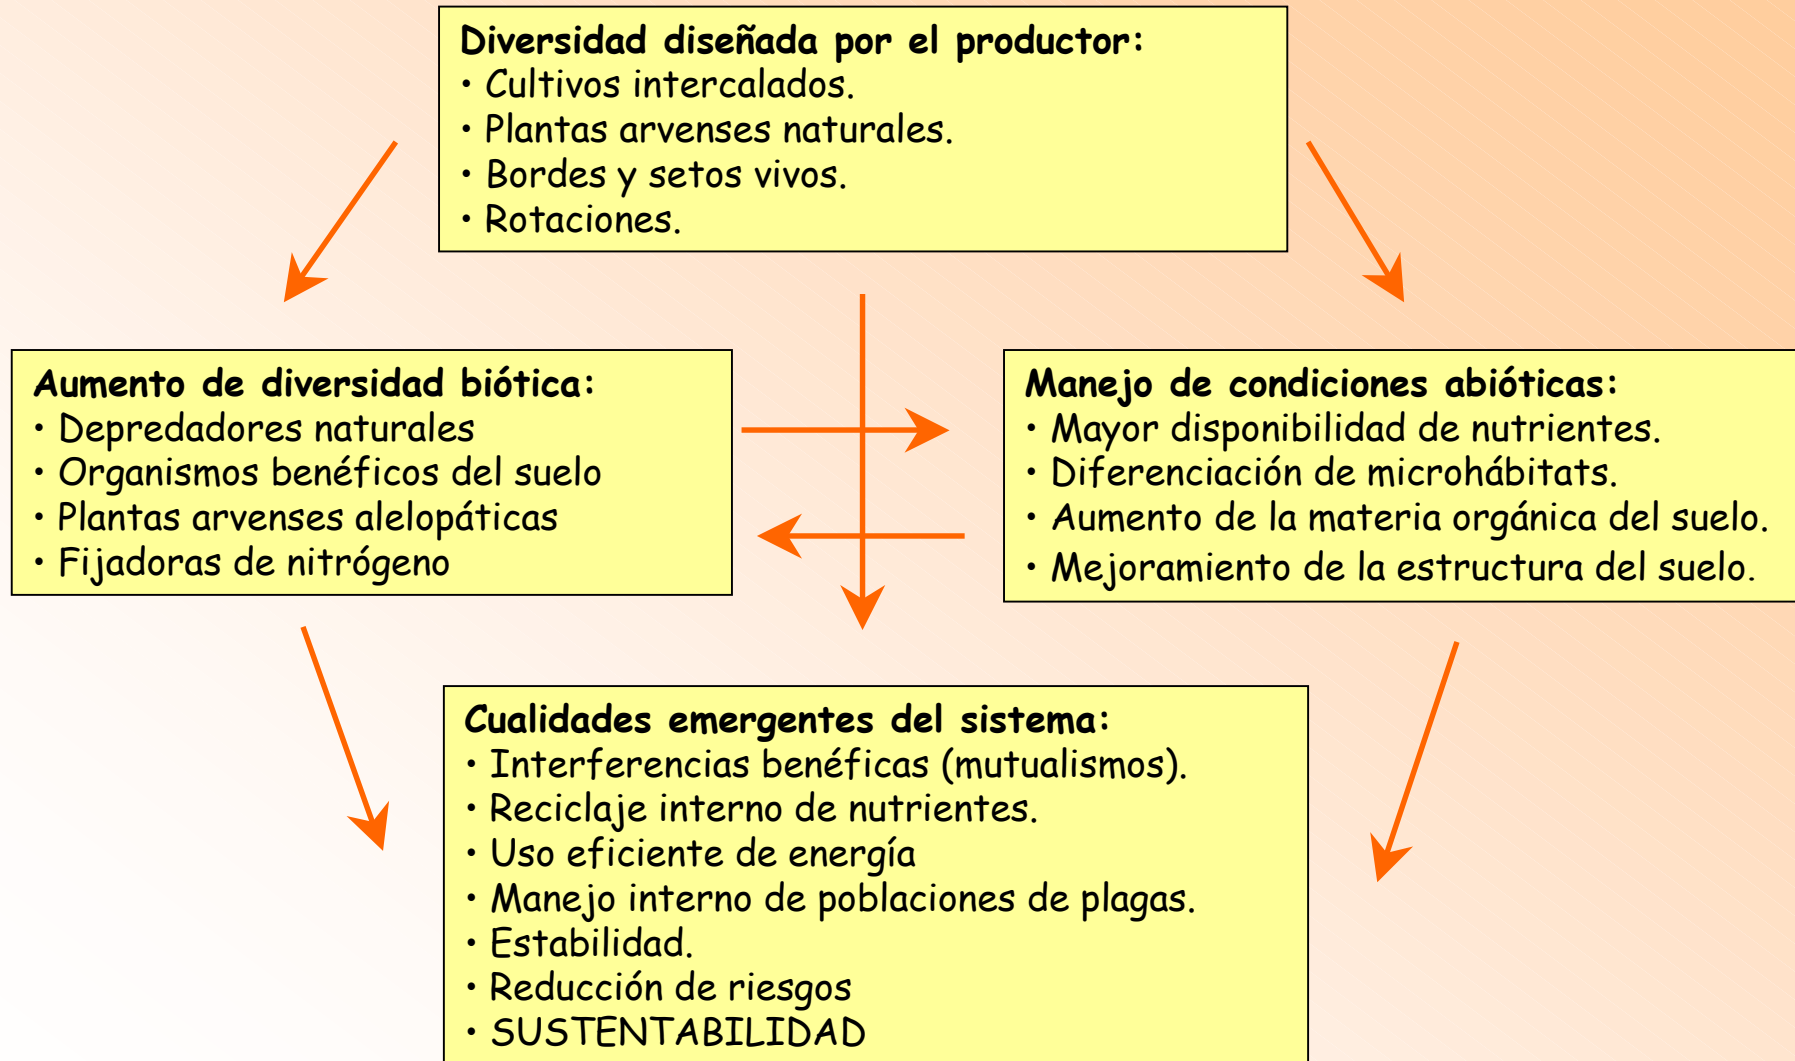 Diversidad diseñada por el productor:
• Cultivos intercalados.
• Plantas arvenses naturales.
• Bordes y setos vivos.
• Rotaciones.
Aumento de diversidad biótica:
• Depredadores naturales
• Organismos benéficos del suelo
• Plantas arvenses alelopáticas
• Fijadoras de nitrógeno
Manejo de condiciones abióticas:
• Mayor disponibilidad de nutrientes.
• Diferenciación de microhábitats.
• Aumento de la materia orgánica del suelo.
• Mejoramiento de la estructura del suelo.
Cualidades emergentes del sistema:
• Interferencias benéficas (mutualismos).
• Reciclaje interno de nutrientes.
• Uso eficiente de energía
• Manejo interno de poblaciones de plagas.
• Estabilidad.
• Reducción de riesgos
• SUSTENTABILIDAD